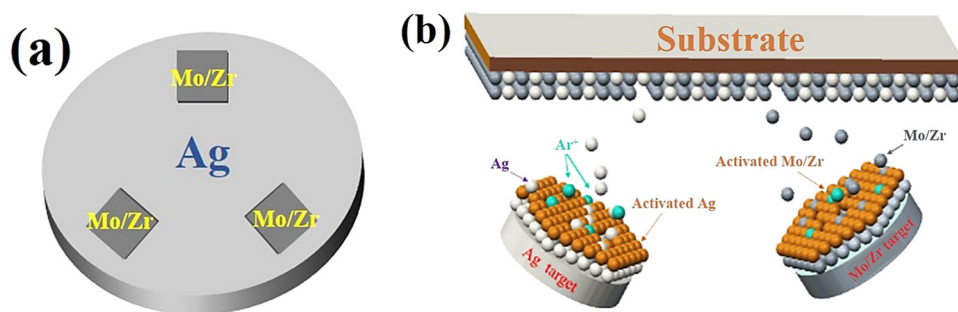 (a)
Mo/Zr
Ag
Mo/Zr
Mo/Zr
(b)
Substrate
Mo/Zr
Ar⁺
Activated Mo/Zr
Ag
Activated Ag
Ag target
Mo/Zr target